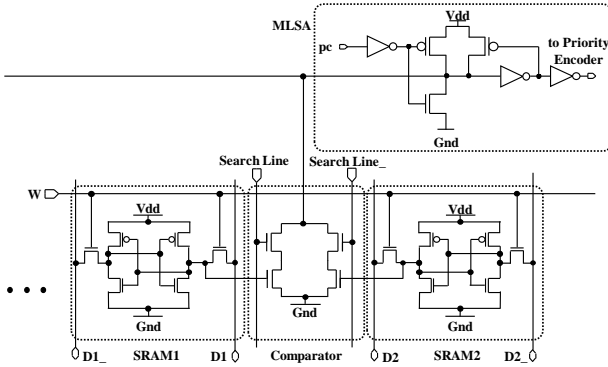 MLSA
Vdd
pc
to Priority
Encoder
Gnd
Search Line
Search Line_
W
Vdd
Vdd
Gnd
Gnd
Gnd
D1_
SRAM1
D1
Comparator
D2
SRAM2
D2_